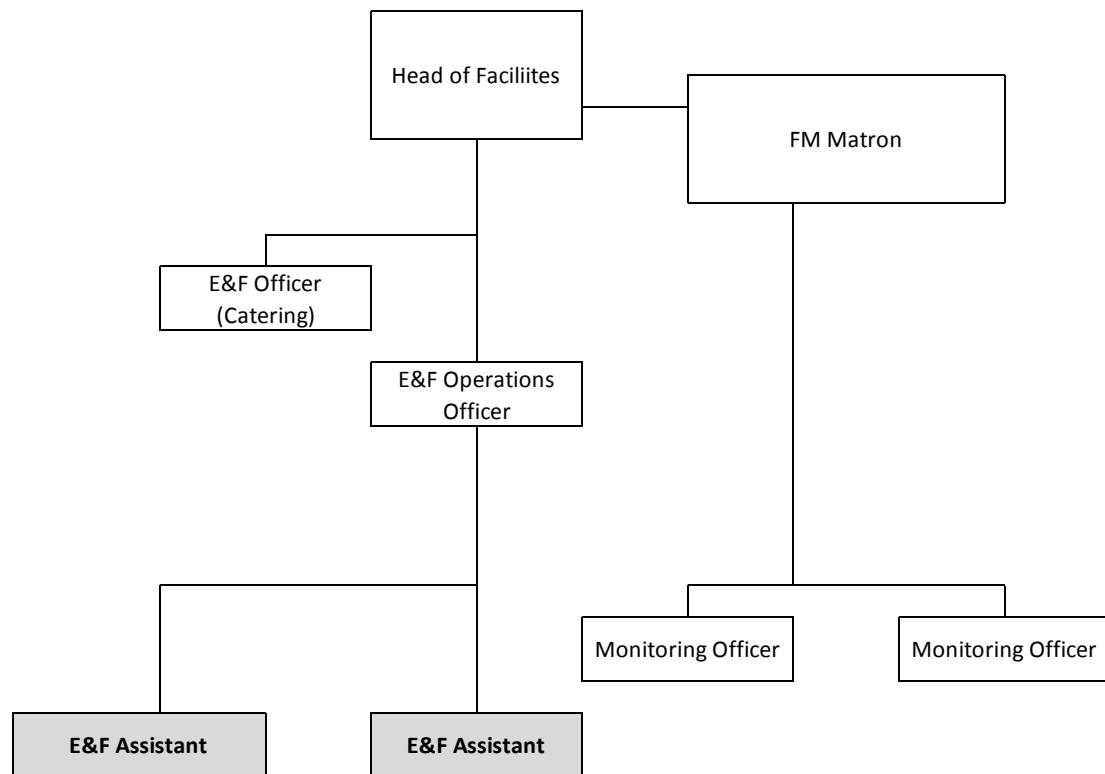 Head of Faciliites
FM Matron
E&F Officer
(Catering)
E&F Operations
Officer
Monitoring Officer
Monitoring Officer
E&F Assistant
E&F Assistant